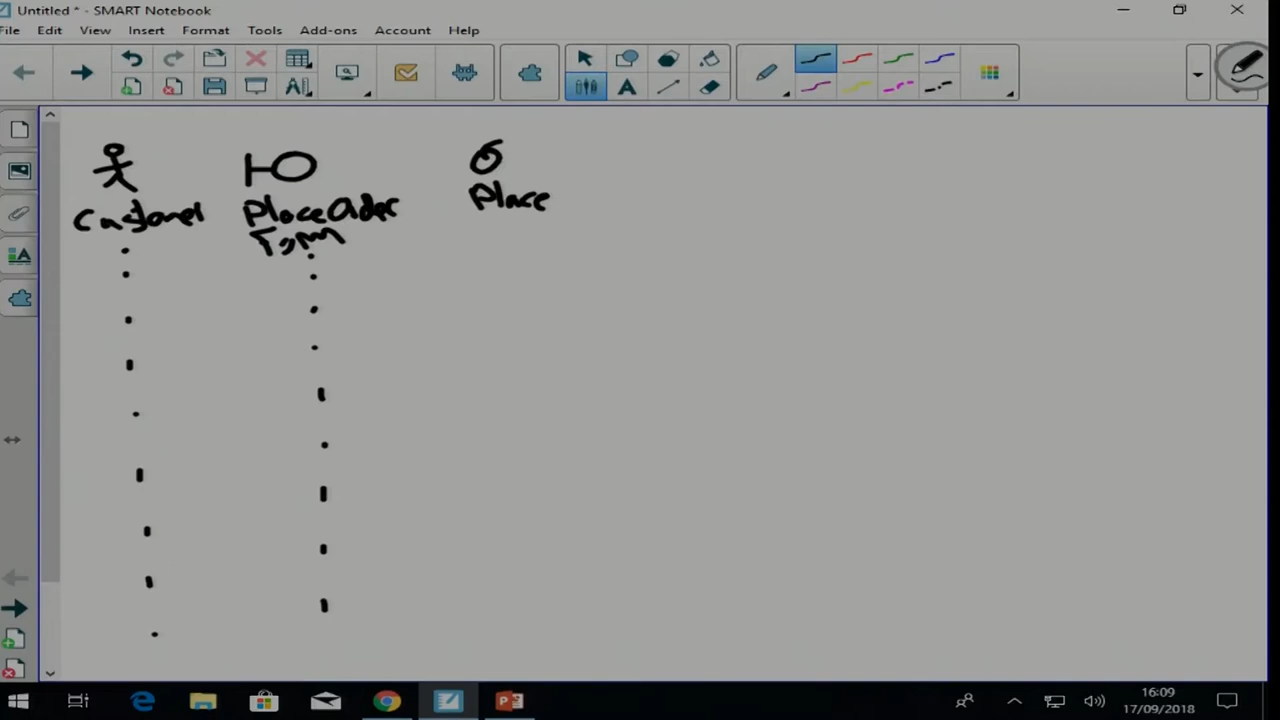 Untitled * - SMART Notebook
File Edit View Insert Format Tools Add-ons Account Help
Customer
PlaceOrder
Form
Place
16:09
17/09/2018